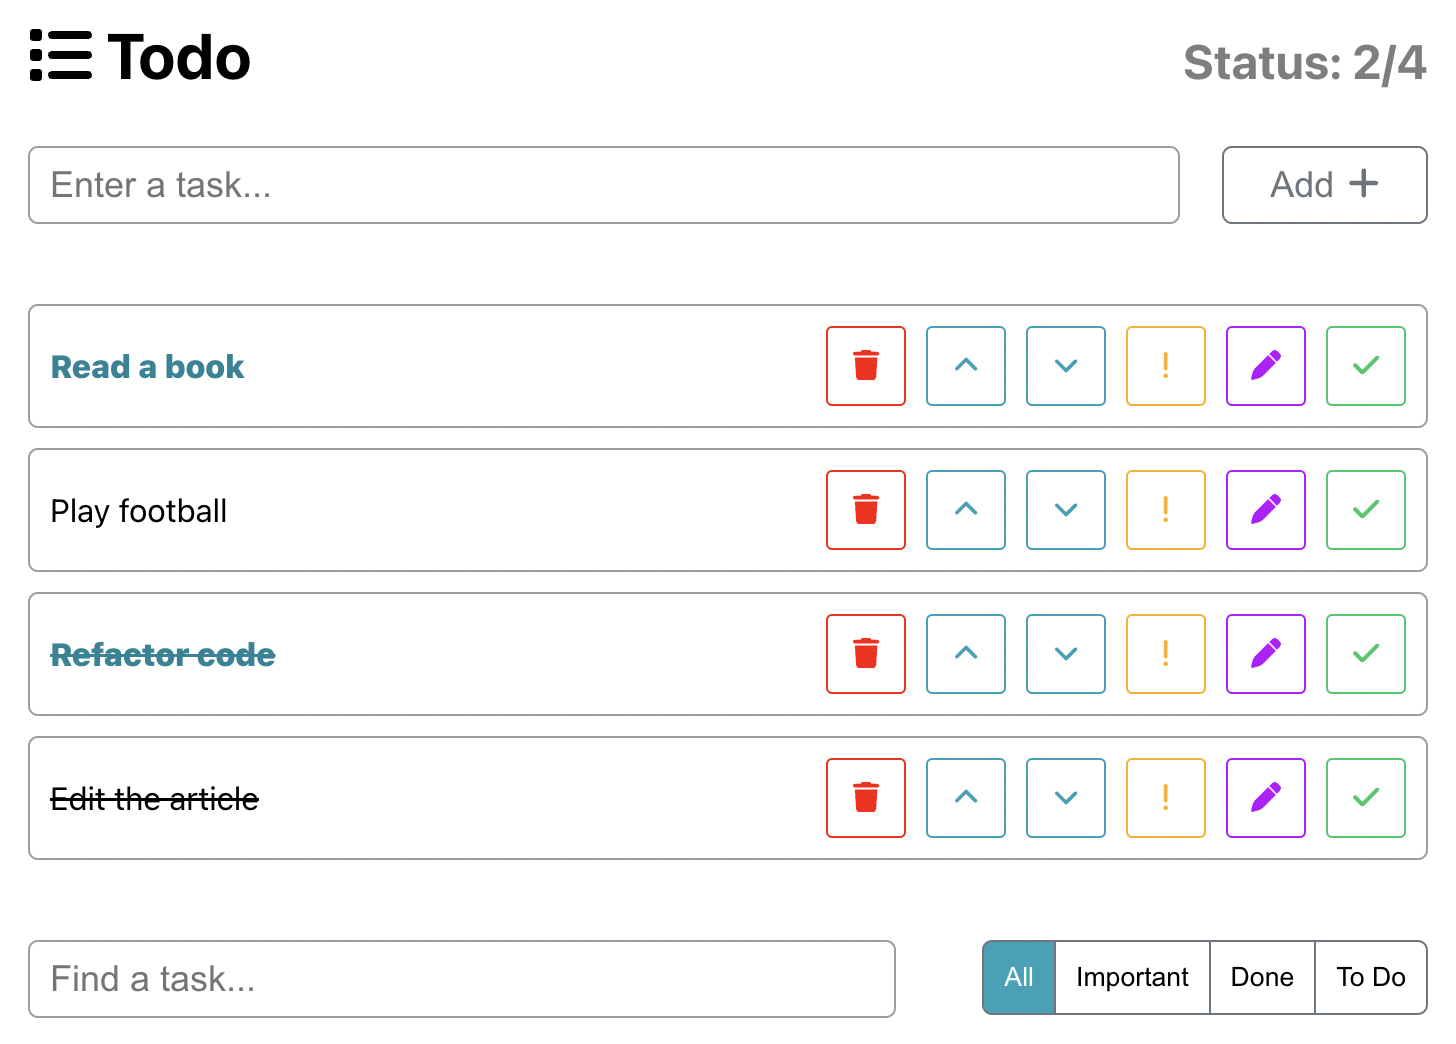 Todo
Status: 2/4
Enter a task...
Add
Read a book
Play football
Refactor code
Edit the article
Find a task...
All
Important
Done
To Do